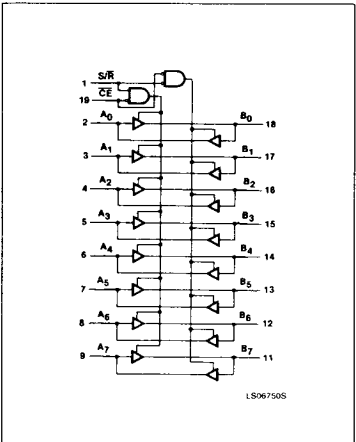 1 S/R̅
19 C̅E̅
2 A0 B0 18
3 A1 B1 17
4 A2 B2 16
5 A3 B3 15
6 A4 B4 14
7 A5 B5 13
8 A6 B6 12
9 A7 B7 11
LS06750S